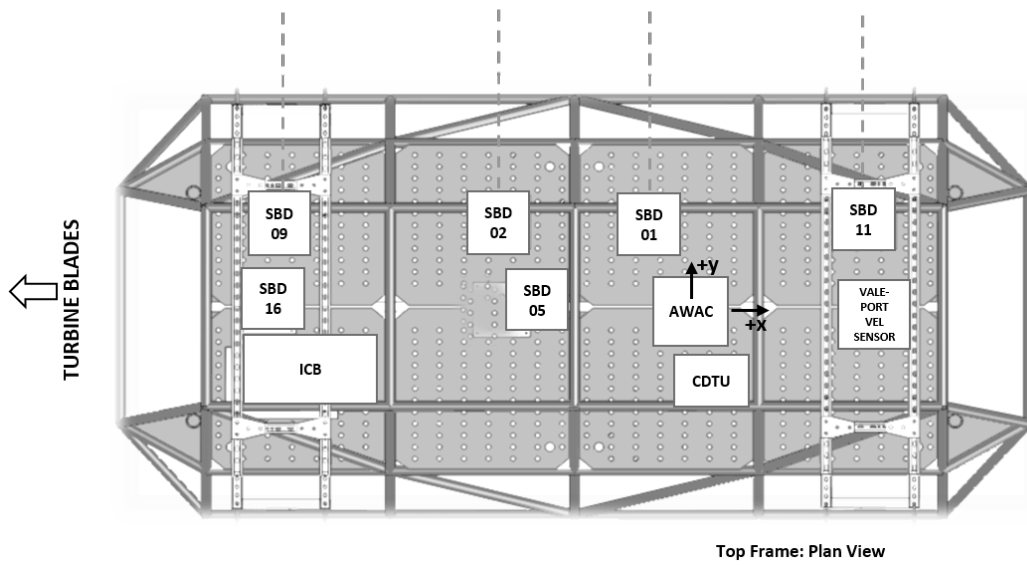 TURBINE BLADES
SBD
09
SBD
02
SBD
01
SBD
11
SBD
16
SBD
05
+y
AWAC
+x
VALE-
PORT
VEL
SENSOR
ICB
CDTU
Top Frame: Plan View